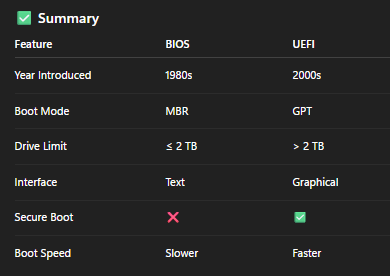 ✅ Summary
Feature BIOS UEFI
Year Introduced 1980s 2000s
Boot Mode MBR GPT
Drive Limit ≤ 2 TB > 2 TB
Interface Text Graphical
Secure Boot ❌ ✅
Boot Speed Slower Faster